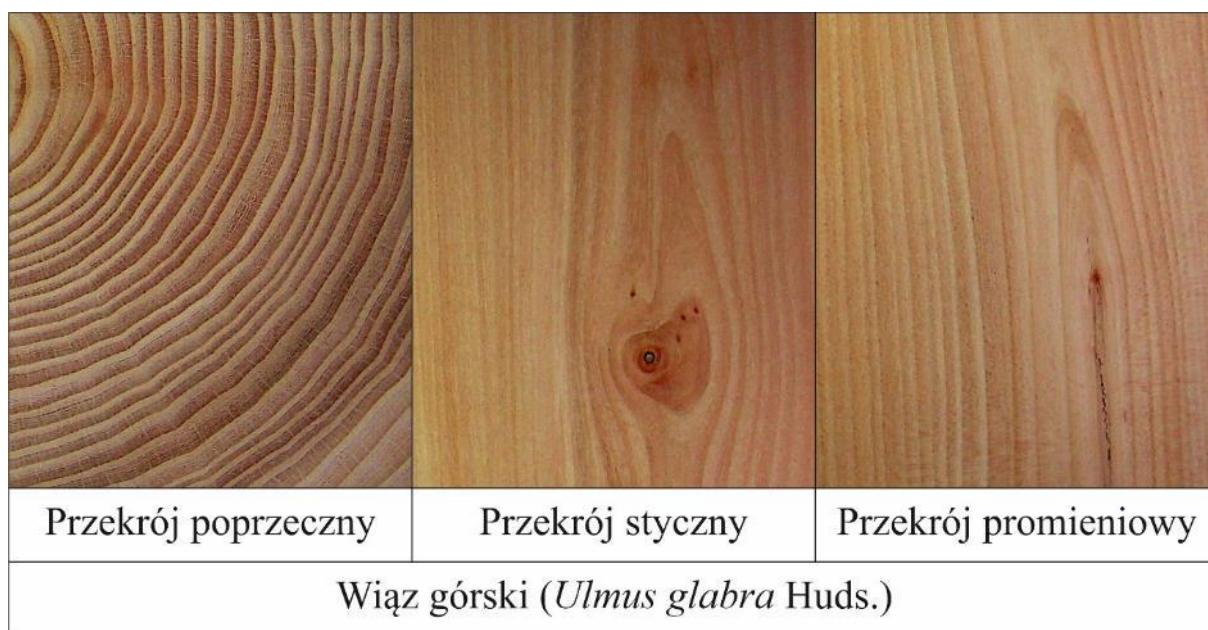 Przekrój poprzeczny
Przekrój styczny
Przekrój promieniowy
Wiąz górski (Ulmus glabra Huds.)